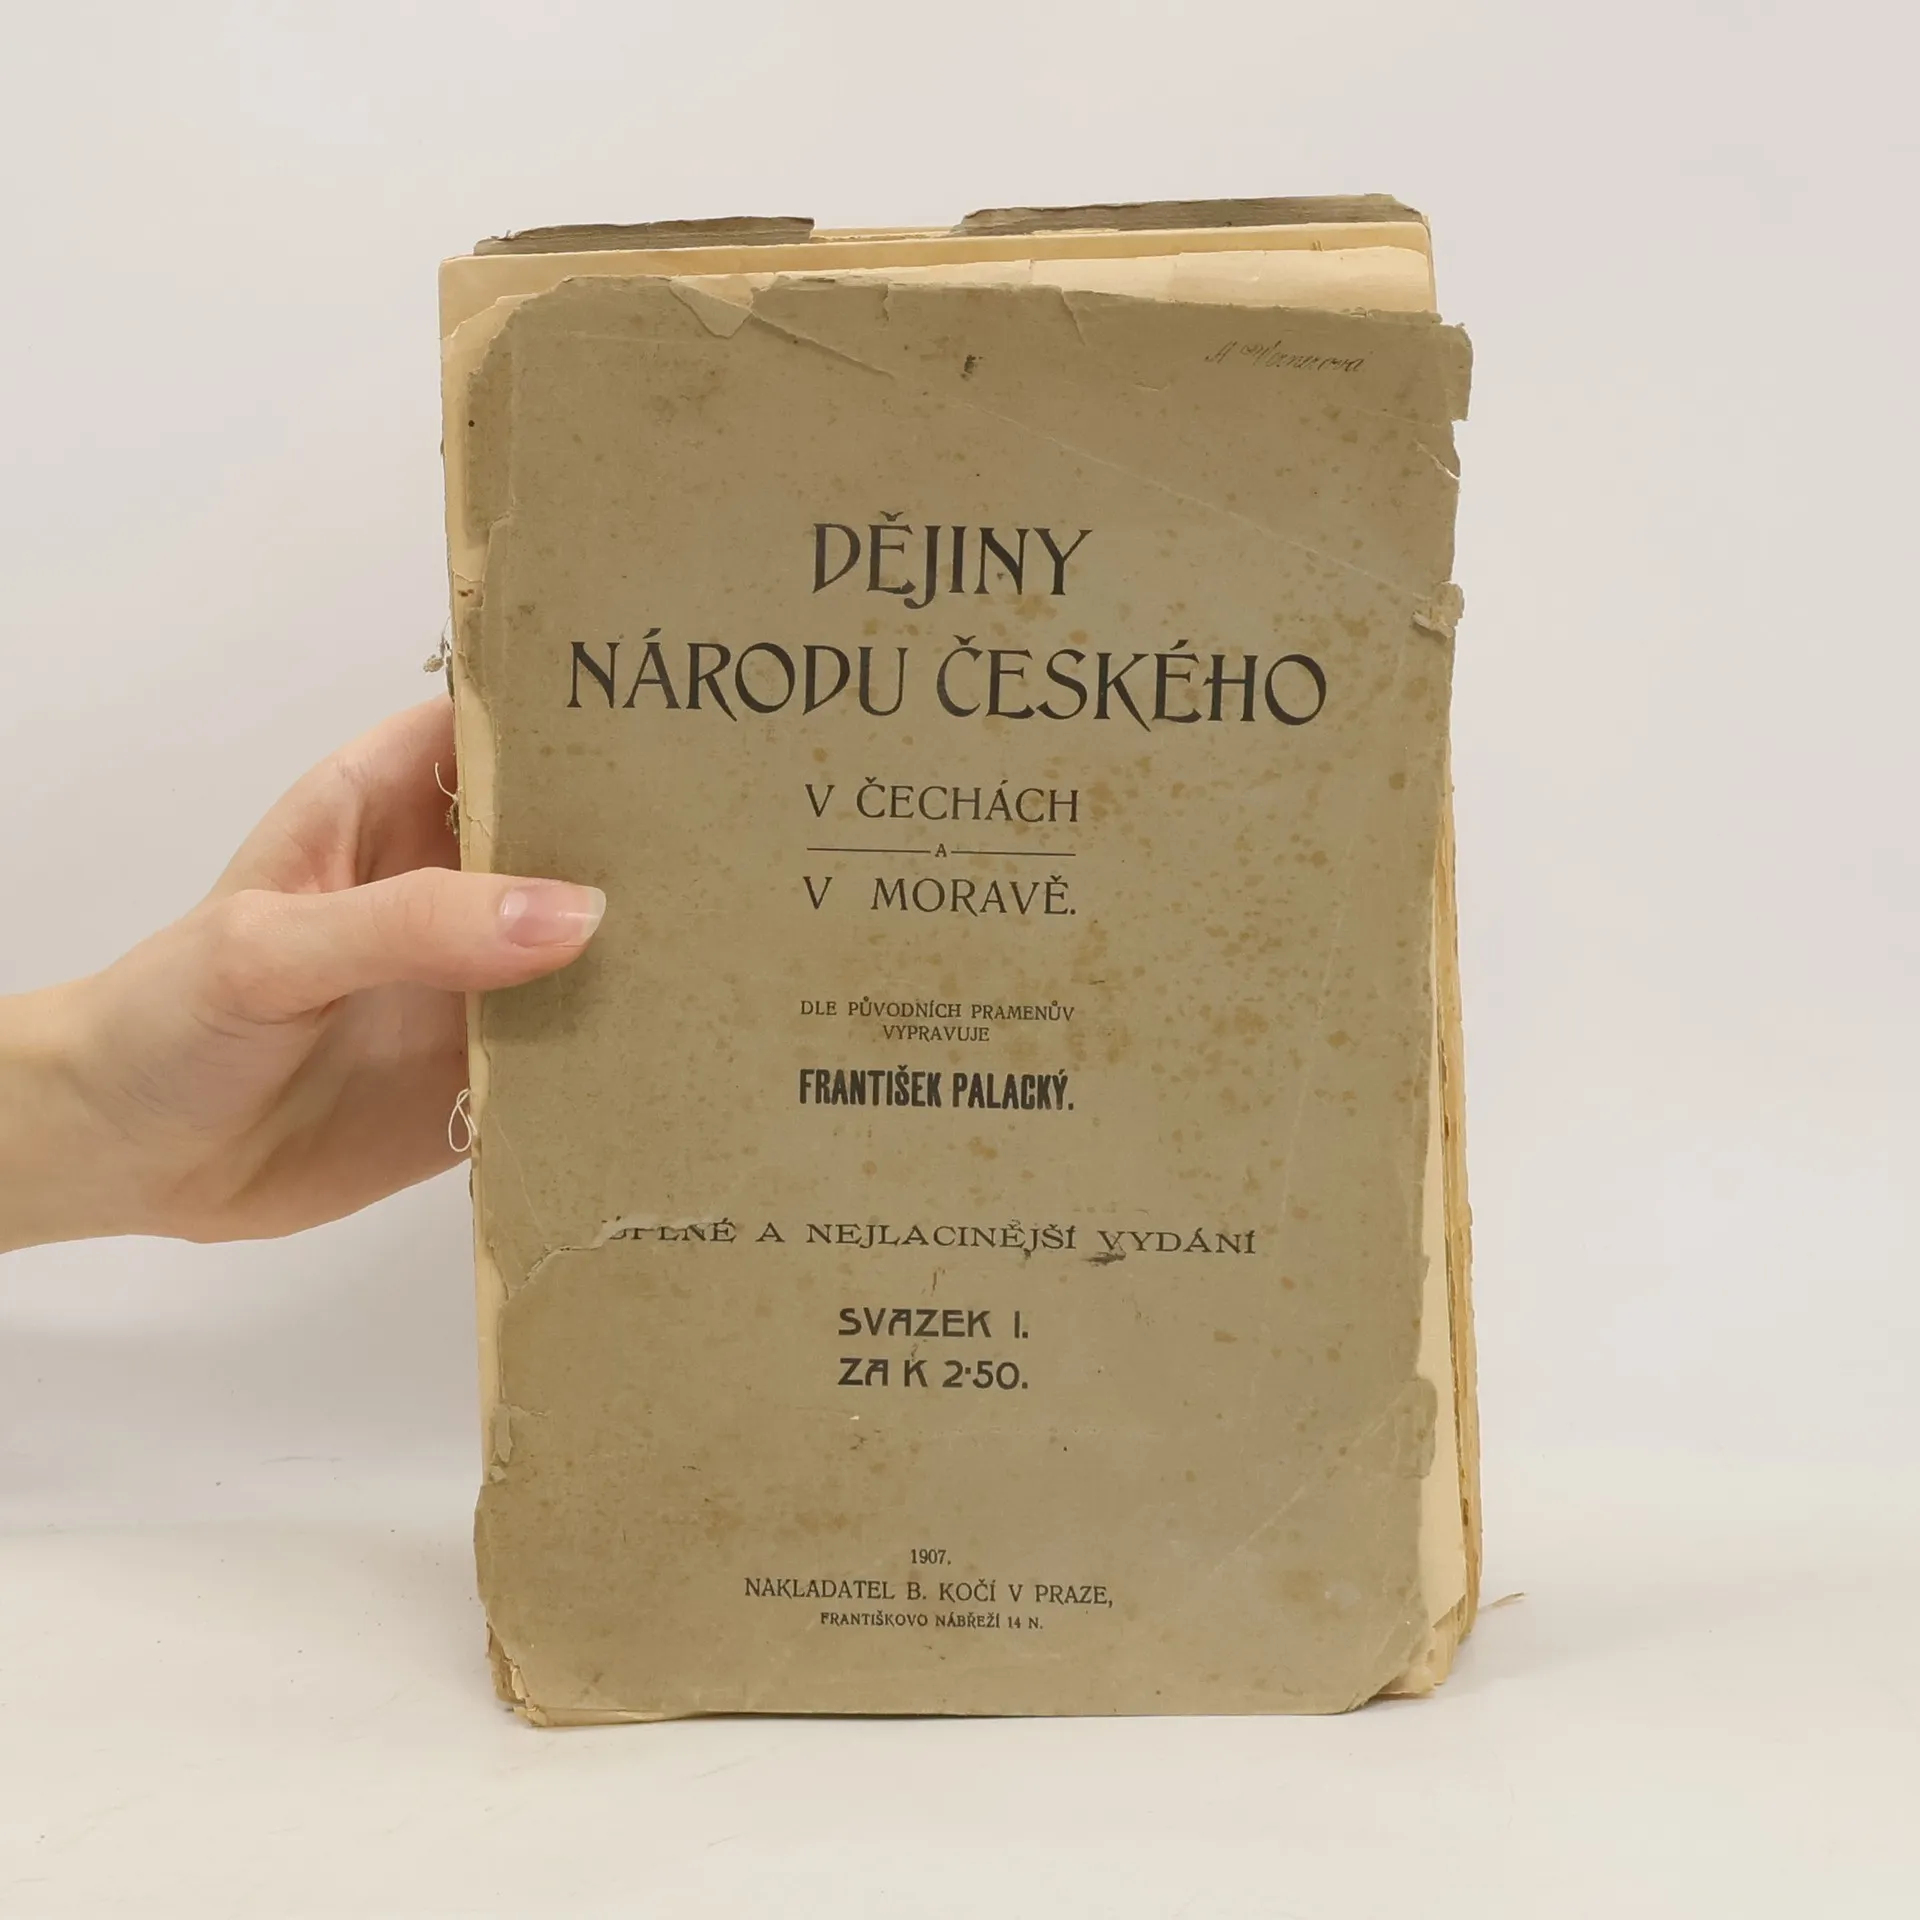 DĚJINY
NÁRODU ČESKÉHO
V ČECHÁCH
A
V MORAVĚ.
DLE PŮVODNÍCH PRAMENŮV
VYPRAVUJE
FRANTIŠEK PALACKÝ.
ÚPLNÉ A NEJLACINĚJŠÍ VYDÁNÍ
SVAZEK I.
ZA K 2·50.
1907.
NAKLADATEL B. KOČÍ V PRAZE,
FRANTIŠKOVO NÁBŘEŽÍ 14 N.